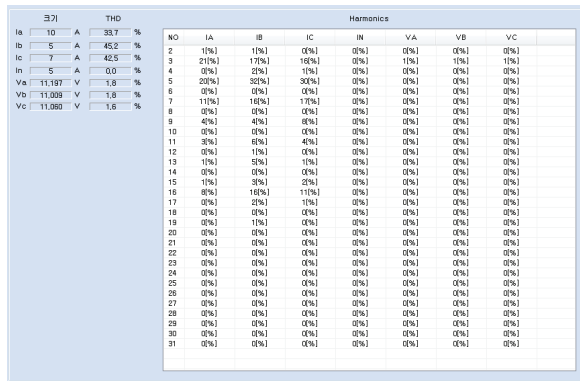 크기 THD
Ia 10 A 33,7 %
Ib 5 A 45,2 %
Ic 7 A 42,5 %
In 5 A 0,0 %
Va 11,197 V 1,8 %
Vb 11,009 V 1,8 %
Vc 11,060 V 1,6 %
Harmonics
NO IA IB IC IN VA VB VC
2 1[%] 1[%] 0[%] 0[%] 0[%] 0[%] 0[%]
3 21[%] 17[%] 16[%] 0[%] 1[%] 1[%] 1[%]
4 0[%] 2[%] 1[%] 0[%] 0[%] 0[%] 0[%]
5 20[%] 32[%] 30[%] 0[%] 0[%] 0[%] 0[%]
6 0[%] 0[%] 0[%] 0[%] 0[%] 0[%] 0[%]
7 11[%] 16[%] 17[%] 0[%] 0[%] 0[%] 0[%]
8 0[%] 0[%] 0[%] 0[%] 0[%] 0[%] 0[%]
9 4[%] 4[%] 8[%] 0[%] 0[%] 0[%] 0[%]
10 0[%] 0[%] 0[%] 0[%] 0[%] 0[%] 0[%]
11 3[%] 6[%] 4[%] 0[%] 0[%] 0[%] 0[%]
12 0[%] 1[%] 0[%] 0[%] 0[%] 0[%] 0[%]
13 1[%] 5[%] 1[%] 0[%] 0[%] 0[%] 0[%]
14 0[%] 0[%] 0[%] 0[%] 0[%] 0[%] 0[%]
15 1[%] 3[%] 2[%] 0[%] 0[%] 0[%] 0[%]
16 8[%] 16[%] 11[%] 0[%] 0[%] 0[%] 0[%]
17 0[%] 2[%] 1[%] 0[%] 0[%] 0[%] 0[%]
18 0[%] 0[%] 0[%] 0[%] 0[%] 0[%] 0[%]
19 0[%] 1[%] 0[%] 0[%] 0[%] 0[%] 0[%]
20 0[%] 0[%] 0[%] 0[%] 0[%] 0[%] 0[%]
21 0[%] 0[%] 0[%] 0[%] 0[%] 0[%] 0[%]
22 0[%] 0[%] 0[%] 0[%] 0[%] 0[%] 0[%]
23 0[%] 0[%] 0[%] 0[%] 0[%] 0[%] 0[%]
24 0[%] 0[%] 0[%] 0[%] 0[%] 0[%] 0[%]
25 0[%] 0[%] 0[%] 0[%] 0[%] 0[%] 0[%]
26 0[%] 0[%] 0[%] 0[%] 0[%] 0[%] 0[%]
27 0[%] 0[%] 0[%] 0[%] 0[%] 0[%] 0[%]
28 0[%] 0[%] 0[%] 0[%] 0[%] 0[%] 0[%]
29 0[%] 0[%] 0[%] 0[%] 0[%] 0[%] 0[%]
30 0[%] 0[%] 0[%] 0[%] 0[%] 0[%] 0[%]
31 0[%] 0[%] 0[%] 0[%] 0[%] 0[%] 0[%]